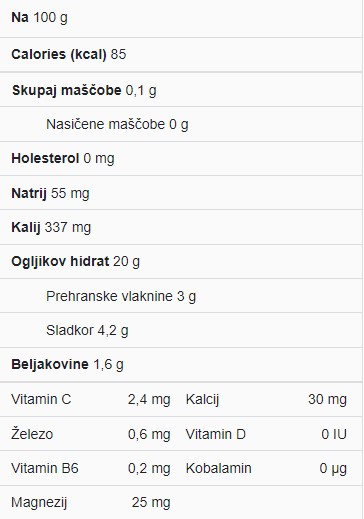 Na 100 g
Calories (kcal) 85
Skupaj maščobe 0,1 g
Nasičene maščobe 0 g
Holesterol 0 mg
Natrij 55 mg
Kalij 337 mg
Ogljikov hidrat 20 g
Prehranske vlaknine 3 g
Sladkor 4,2 g
Beljakovine 1,6 g
Vitamin C 2,4 mg Kalcij 30 mg
Železo 0,6 mg Vitamin D 0 IU
Vitamin B6 0,2 mg Kobalamin 0 µg
Magnezij 25 mg